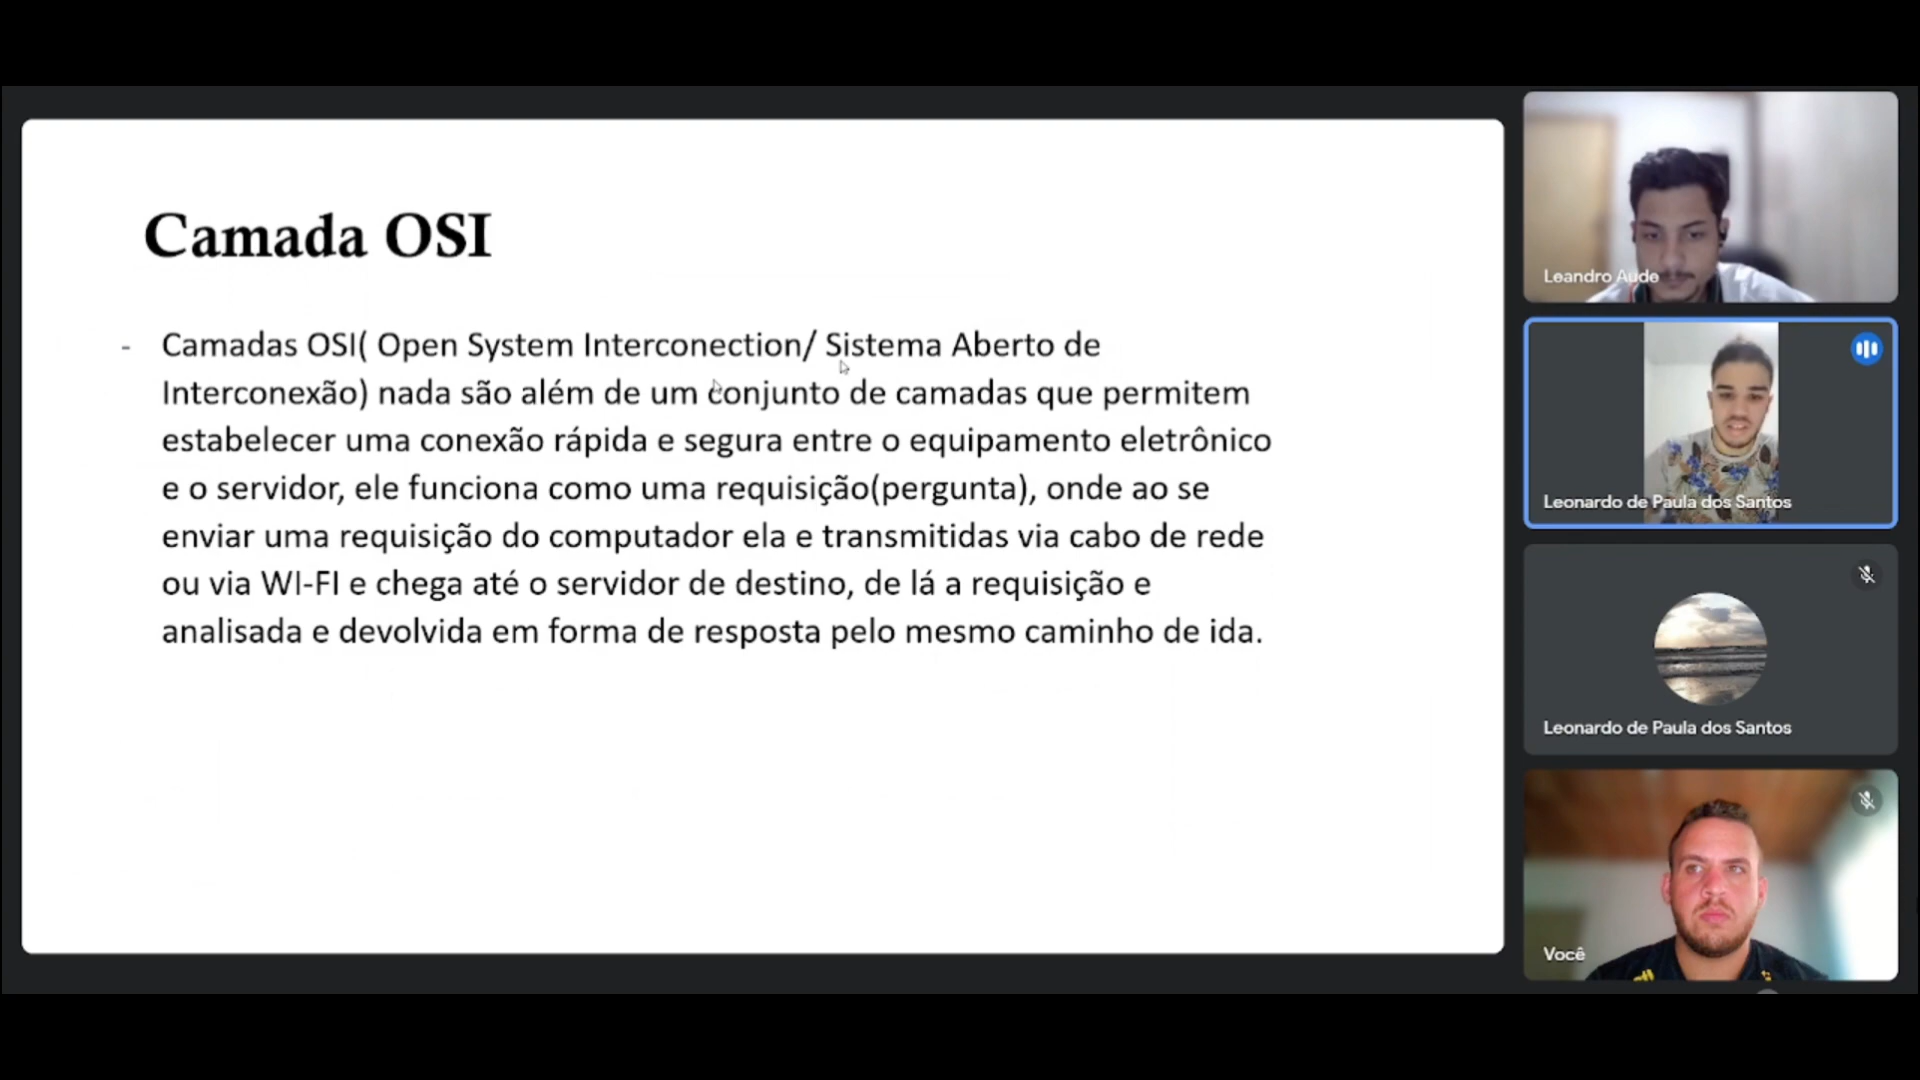 Camada OSI
- Camadas OSI( Open System Interconection/ Sistema Aberto de
Interconexão) nada são além de um conjunto de camadas que permitem
estabelecer uma conexão rápida e segura entre o equipamento eletrônico
e o servidor, ele funciona como uma requisição(pergunta), onde ao se
enviar uma requisição do computador ela e transmitidas via cabo de rede
ou via WI-FI e chega até o servidor de destino, de lá a requisição e
analisada e devolvida em forma de resposta pelo mesmo caminho de ida.
Leandro Aude
Leonardo de Paula dos Santos
Leonardo de Paula dos Santos
Você